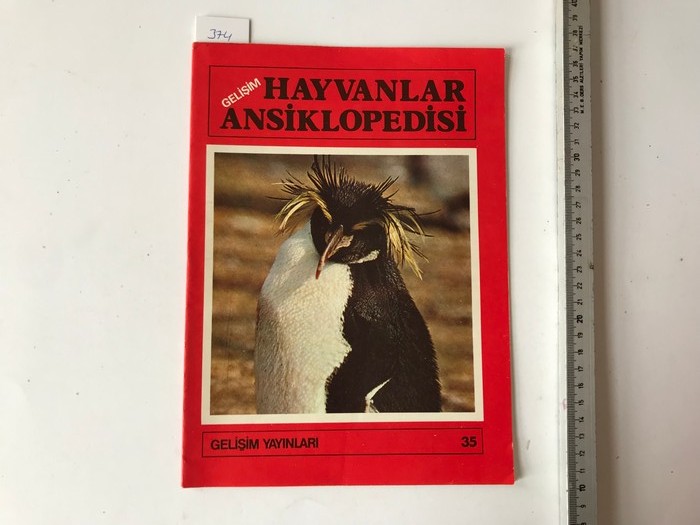 374
GELİŞİM
HAYVANLAR
ANSİKLOPEDİSİ
GELİŞİM YAYINLARI
35